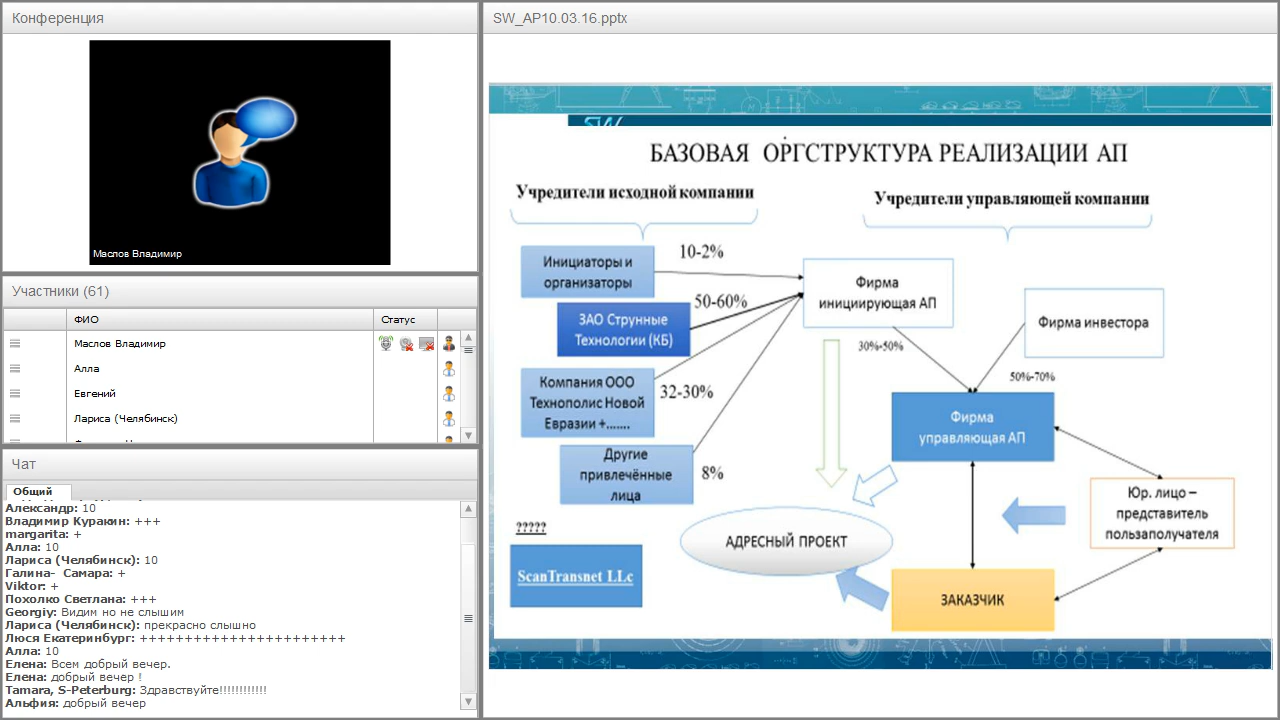 Конференция
Маслов Владимир
Участники (61)
ФИО
Статус
Маслов Владимир
Алла
Евгений
Лариса (Челябинск)
Чат
Общий
Александр: 10
Владимир Куракин: +++
margarita: +
Алла: 10
Лариса (Челябинск): 10
Галина- Самара: +
Viktor: +
Похолко Светлана: +++
Georgiy: Видим но не слышим
Лариса (Челябинск): прекрасно слышно
Люся Екатеринбург: +++++++++++++++++++++++
Алла: 10
Елена: Всем добрый вечер.
Елена: добрый вечер !
Tamara, S-Peterburg: Здравствуйте!!!!!!!!!!!!
Альфия: добрый вечер
SW_AP10.03.16.pptx
SW
БАЗОВАЯ ОРГСТРУКТУРА РЕАЛИЗАЦИИ АП
Учредители исходной компании
Учредители управляющей компании
Инициаторы и
организаторы
10-2%
ЗАО Струнные
Технологии (КБ)
50-60%
Компания ООО
Технополис Новой
Евразии +.......
32-30%
Другие
привлечённые
лица
8%
?????
ScanTransnet LLc
Фирма
инициирующая АП
30%-50%
Фирма инвестора
50%-70%
Фирма
управляющая АП
Юр. лицо –
представитель
пользаполучателя
АДРЕСНЫЙ ПРОЕКТ
ЗАКАЗЧИК